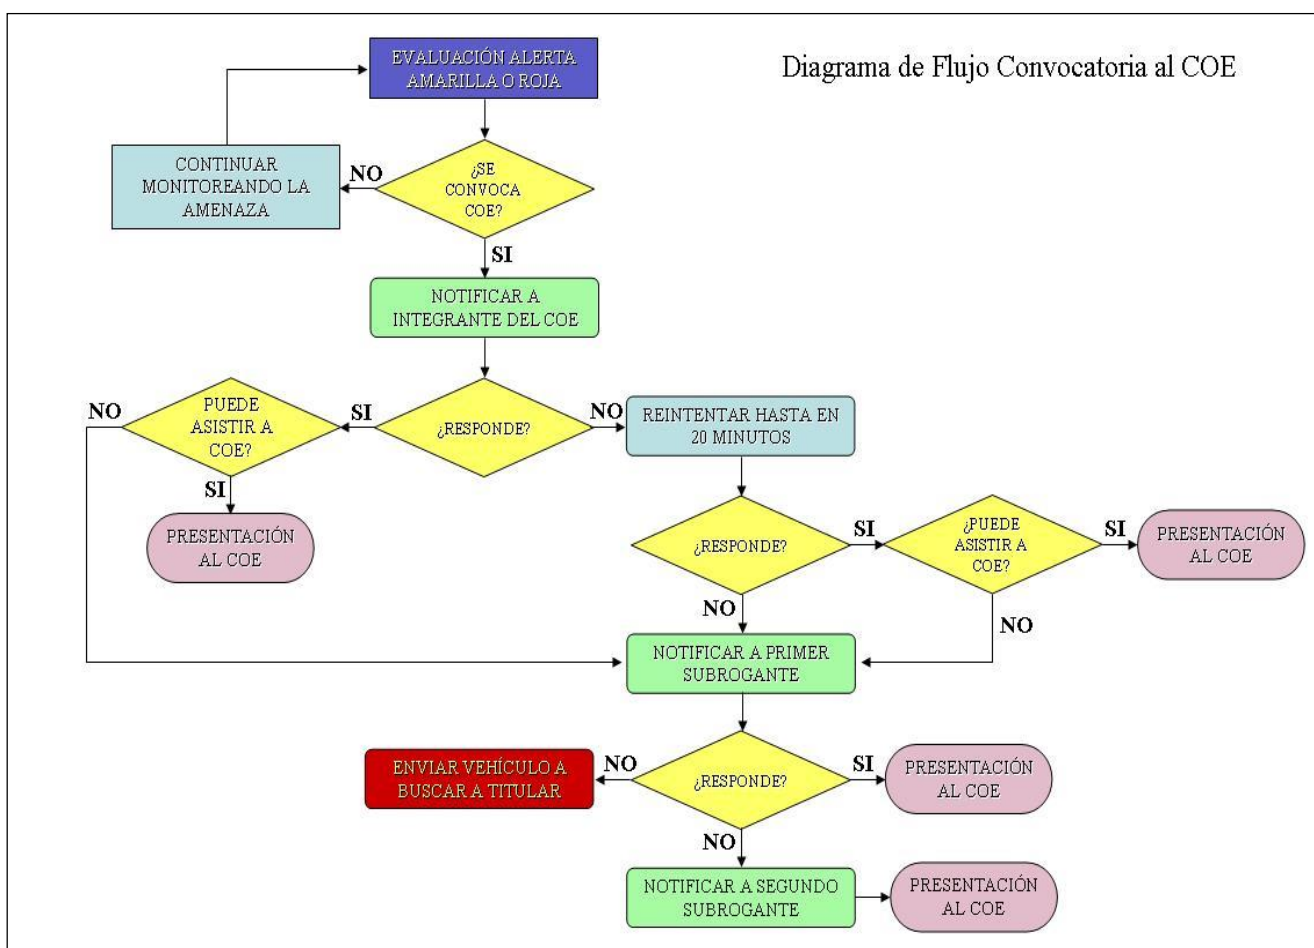 Diagrama de Flujo Convocatoria al COE
EVALUACIÓN ALERTA
AMARILLA O ROJA
CONTINUAR
MONITOREANDO LA
AMENAZA
NO
¿SE
CONVOCA
COE?
SI
NOTIFICAR A
INTEGRANTE DEL COE
NO
PUEDE
ASISTIR A
COE?
SI
¿RESPONDE?
NO
REINTENTAR HASTA EN
20 MINUTOS
SI
PRESENTACIÓN
AL COE
¿RESPONDE?
SI
¿PUEDE
ASISTIR A
COE?
SI
PRESENTACIÓN
AL COE
NO
NO
NOTIFICAR A PRIMER
SUBROGANTE
ENVIAR VEHÍCULO A
BUSCAR A TITULAR
NO
¿RESPONDE?
SI
PRESENTACIÓN
AL COE
NO
NOTIFICAR A SEGUNDO
SUBROGANTE
PRESENTACIÓN
AL COE